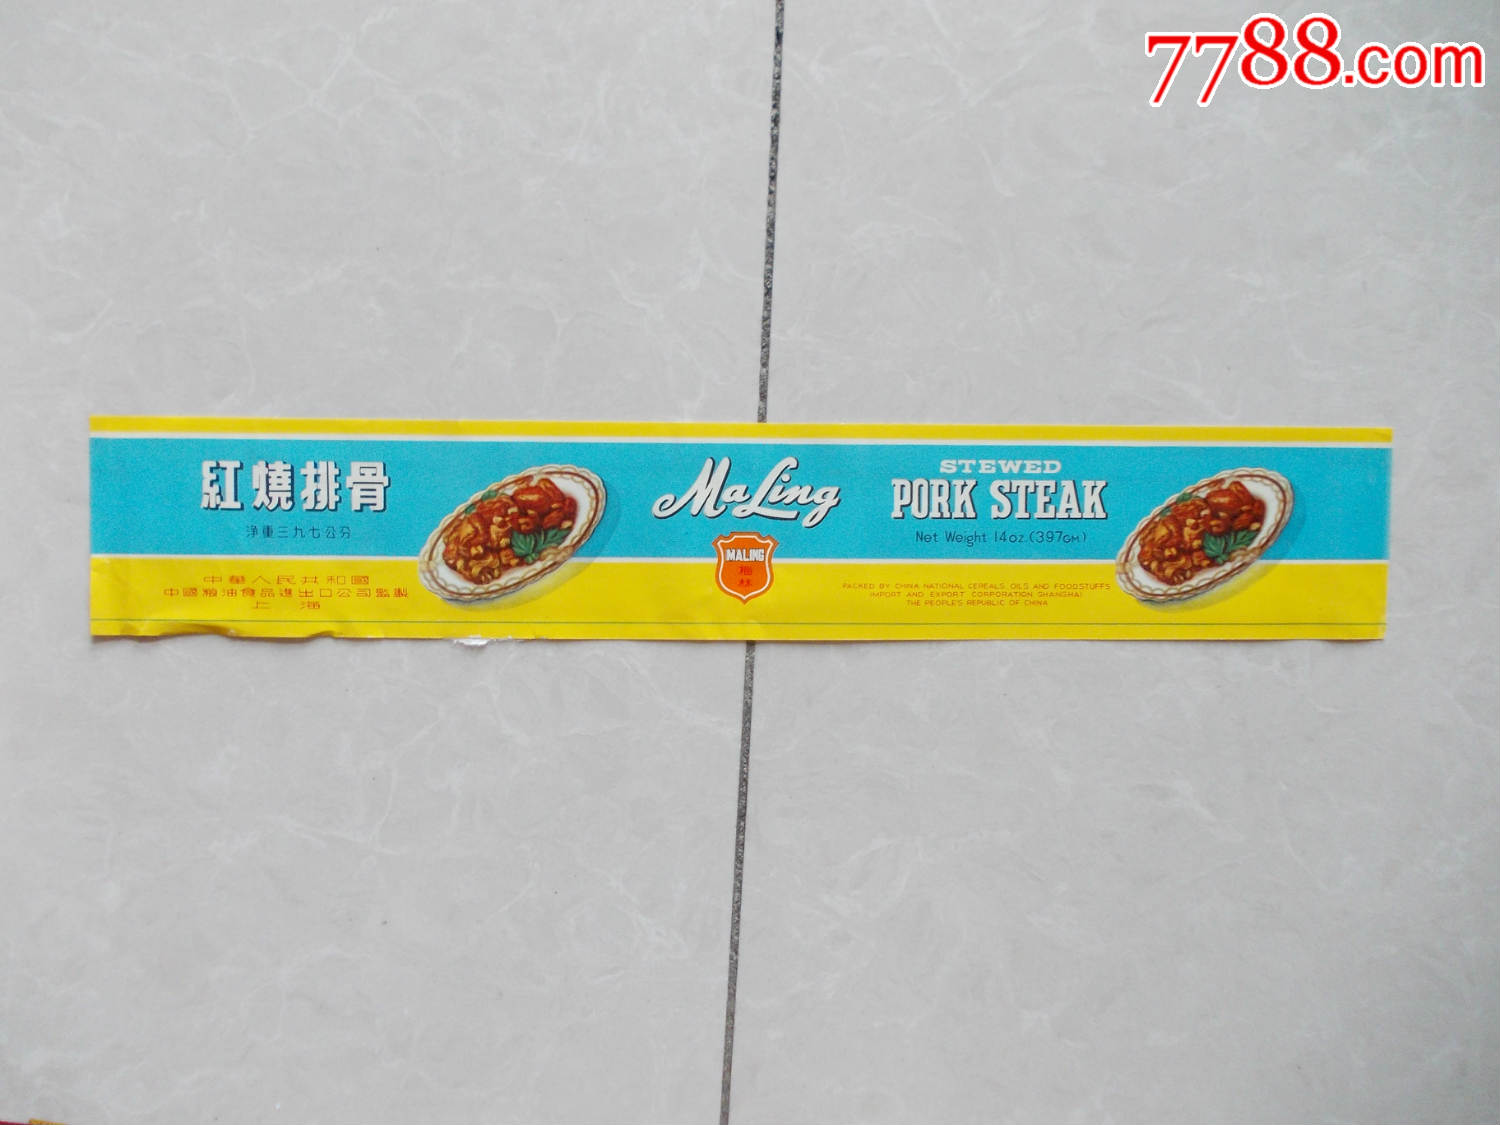 7788.com
紅燒排骨
淨重三九七公分
中華人民共和國
中國糧油食品進出口公司監製
上海
MaLing
MALING
梅
林
STEWED
PORK STEAK
Net Weight 14oz.(397GM)
PACKED BY CHINA NATIONAL CEREALS, OILS AND FOODSTUFFS
IMPORT AND EXPORT CORPORATION SHANGHAI
THE PEOPLE'S REPUBLIC OF CHINA